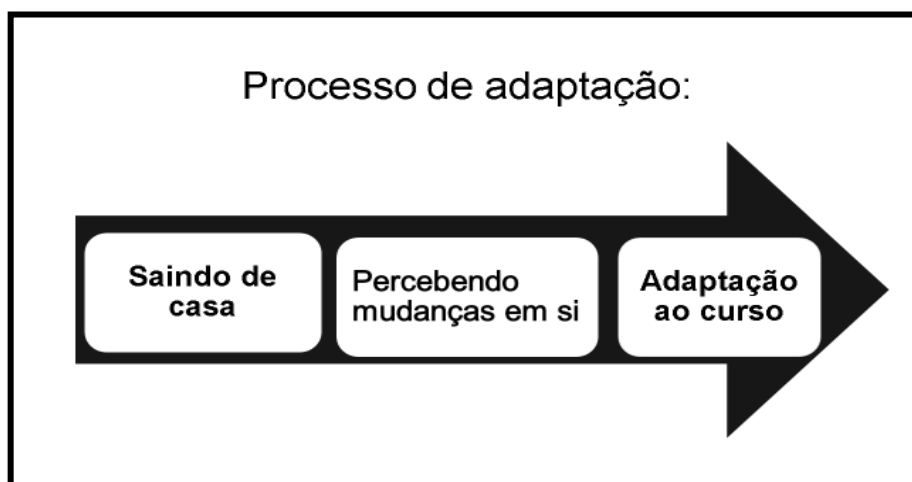 Processo de adaptação:
Saindo de
casa
Percebendo
mudanças em si
Adaptação
ao curso